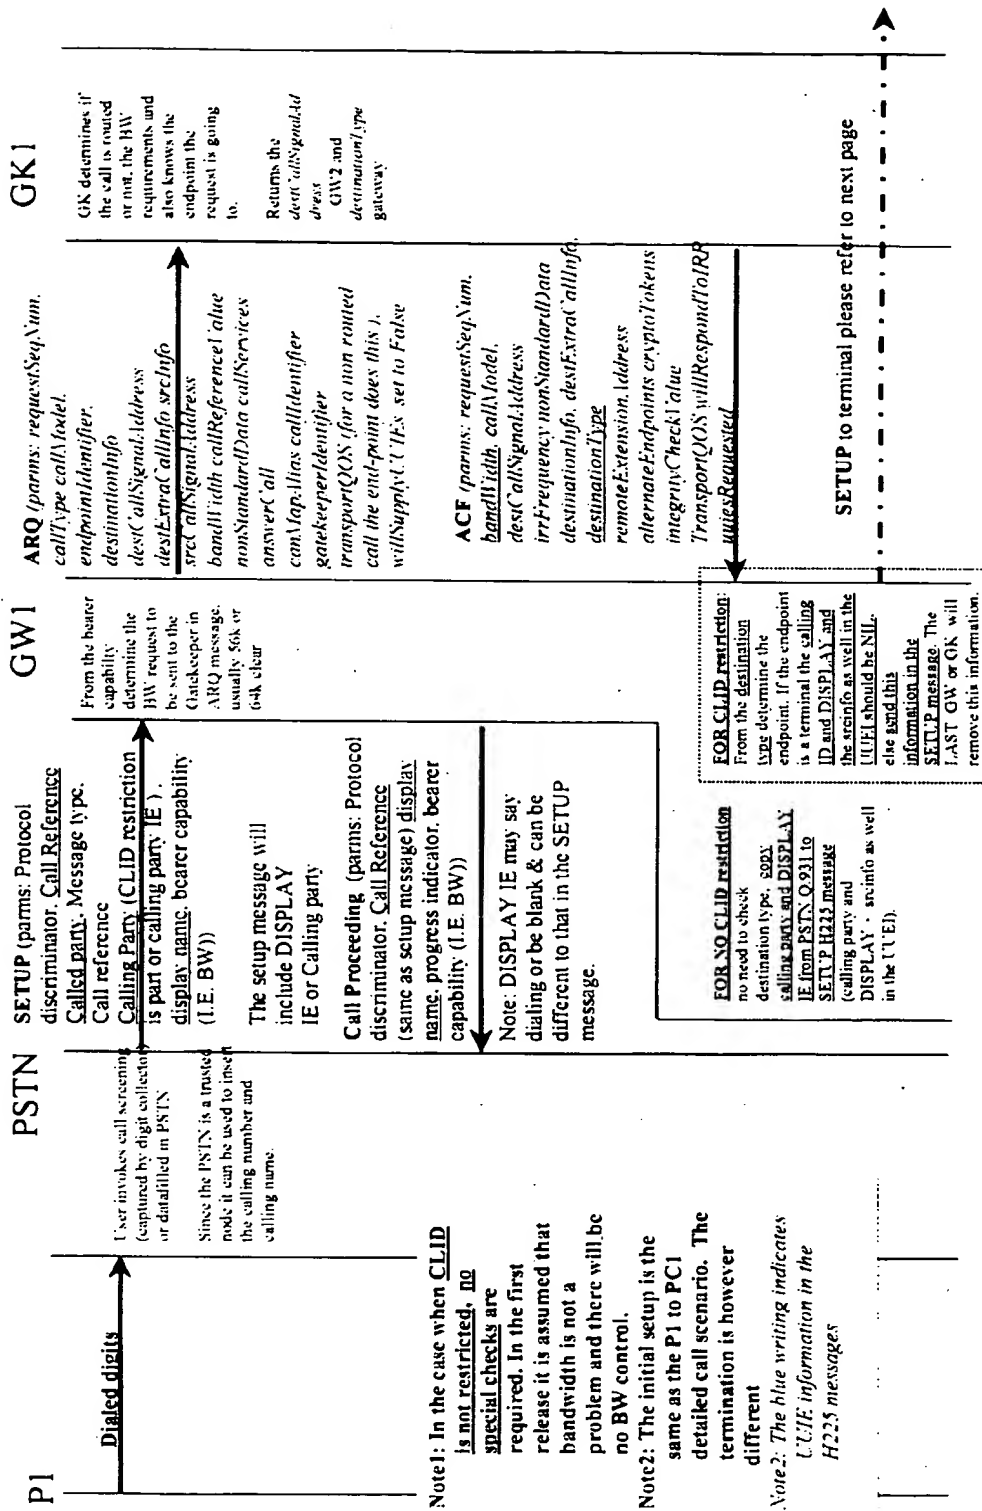 P1
PSTN
GW1
GK1
Dialed digits
User invokes call screening
(captured by digit collector
or datafilled in PSTN
Since the PSTN is a trusted
node it can be used to insert
the calling number and
calling name.
SETUP (parms: Protocol
discriminator, Call Reference
Called party, Message type,
Call reference
Calling Party (CLID restriction
is part or calling party IE ),
display name, bearer capability
(I.E. BW))
The setup message will
include DISPLAY
IE or Calling party
Call Proceeding (parms: Protocol
discriminator, Call Reference
(same as setup message) display
name, progress indicator, bearer
capability (I.E. BW))
Note: DISPLAY IE may say
dialing or be blank & can be
different to that in the SETUP
message.
From the bearer
capability
determine the
BW request to
be sent to the
Gatekeeper in
ARQ message,
usually 56k or
64k clear
ARQ (parms: requestSeqNum,
callType callModel,
endpointIdentifier,
destinationInfo
destCallSignalAddress
destExtraCallInfo srcInfo
srcCallSignalAddress
bandWidth callReferenceValue
nonStandardData callServices
answerCall
canMapAlias callIdentifier
gatekeeperIdentifier
transportQOS (for a non routed
call the end-point does this ),
willSupplyUUIEs set to False
GK determines if
the call is routed
or not, the BW
requirements and
also knows the
endpoint the
request is going
to.
Returns the
destCallSignalAd
dress
GW2 and
destinationType
gateway
ACF (parms: requestSeqNum,
bandWidth, callModel,
destCallSignalAddress
irrFrequency nonStandardData
destinationInfo, destExtraCallInfo,
destinationType
remoteExtensionAddress
alternateEndpoints cryptoTokens
integrityCheckValue
TransportQOS willRespondToIRR
uuiesRequested
Note1: In the case when CLID
is not restricted, no
special checks are
required. In the first
release it is assumed that
bandwidth is not a
problem and there will be
no BW control.
Note2: The initial setup is the
same as the P1 to PC1
detailed call scenario. The
termination is however
different
Note2: The blue writing indicates
UUIE information in the
H225 messages
FOR NO CLID restriction
no need to check
destination type, copy
calling party and DISPLAY
IE from PSTN Q.931 to
SETUP H225 message
(calling party and
DISPLAY - srcinfo as well
in the UUEI).
FOR CLID restriction:
From the destination
type determine the
endpoint. If the endpoint
is a terminal the calling
ID and DISPLAY and
the srcinfo as well in the
UUEI should be NIL,
else send this
information in the
SETUP message. The
LAST GW or GK will
remove this information.
SETUP to terminal please refer to next page